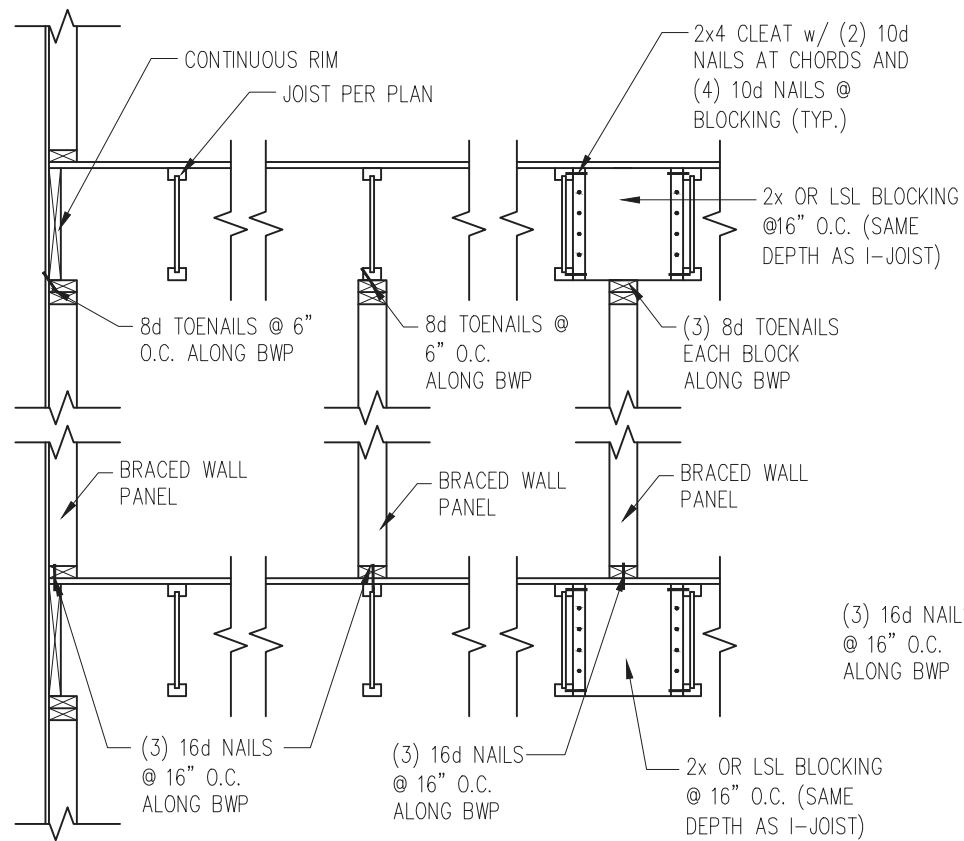 CONTINUOUS RIM
JOIST PER PLAN
2x4 CLEAT w/ (2) 10d
NAILS AT CHORDS AND
(4) 10d NAILS @
BLOCKING (TYP.)
2x OR LSL BLOCKING
@16" O.C. (SAME
DEPTH AS I-JOIST)
8d TOENAILS @ 6"
O.C. ALONG BWP
8d TOENAILS @
6" O.C.
ALONG BWP
(3) 8d TOENAILS
EACH BLOCK
ALONG BWP
BRACED WALL
PANEL
BRACED WALL
PANEL
BRACED WALL
PANEL
(3) 16d NAIL
@ 16" O.C.
ALONG BWP
(3) 16d NAILS
@ 16" O.C.
ALONG BWP
(3) 16d NAILS
@ 16" O.C.
ALONG BWP
2x OR LSL BLOCKING
@ 16" O.C. (SAME
DEPTH AS I-JOIST)